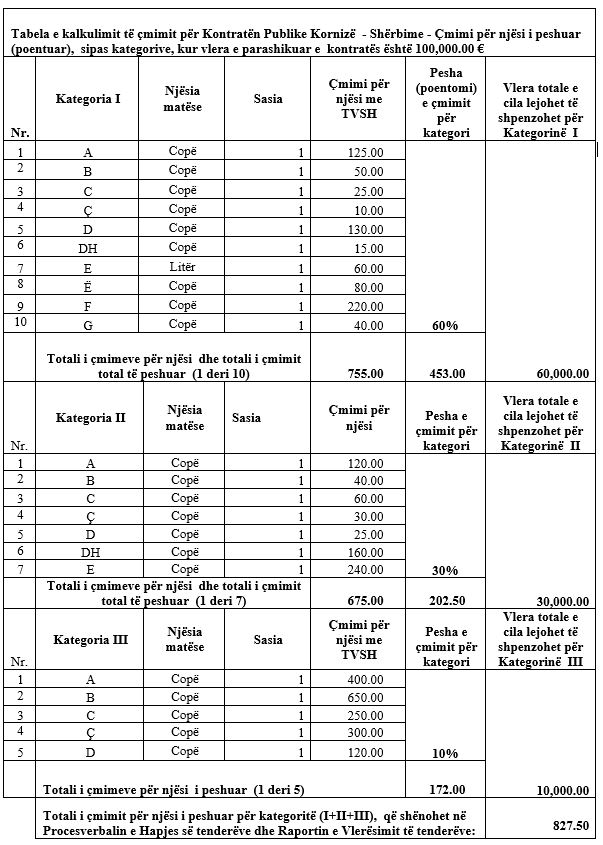 Tabela e kalkulimit të çmimit për Kontratën Publike Kornizë - Shërbime - Çmimi për njësi i peshuar
(poentuar), sipas kategorive, kur vlera e parashikuar e kontratës është 100,000.00 €
Nr. Kategoria I Njësia matëse Sasia Çmimi për njësi me TVSH Pesha (poentomi) e çmimit për kategori Vlera totale e cila lejohet të shpenzohet për Kategorinë I
1 A Copë 1 125.00
2 B Copë 1 50.00
3 C Copë 1 25.00
4 Ç Copë 1 10.00
5 D Copë 1 130.00
6 DH Copë 1 15.00
7 E Litër 1 60.00
8 Ë Copë 1 80.00
9 F Copë 1 220.00
10 G Copë 1 40.00 60%
Totali i çmimeve për njësi dhe totali i çmimit
total të peshuar (1 deri 10) 755.00 453.00 60,000.00
Nr. Kategoria II Njësia matëse Sasia Çmimi për njësi Pesha e çmimit për kategori Vlera totale e cila lejohet të shpenzohet për Kategorinë II
1 A Copë 1 120.00
2 B Copë 1 40.00
3 C Copë 1 60.00
4 Ç Copë 1 30.00
5 D Copë 1 25.00
6 DH Copë 1 160.00
7 E Copë 1 240.00 30%
Totali i çmimeve për njësi dhe totali i çmimit
total të peshuar (1 deri 7) 675.00 202.50 30,000.00
Nr. Kategoria III Njësia matëse Sasia Çmimi për njësi me TVSH Pesha e çmimit për kategori Vlera totale e cila lejohet të shpenzohet për Kategorinë III
1 A Copë 1 400.00
2 B Copë 1 650.00
3 C Copë 1 250.00
4 Ç Copë 1 300.00
5 D Copë 1 120.00 10%
Totali i çmimeve për njësi i peshuar (1 deri 5) 172.00 10,000.00
Totali i çmimit për njësi i peshuar për kategoritë (I+II+III), që shënohet në
Procesverbalin e Hapjes së tenderëve dhe Raportin e Vlerësimit të tenderëve: 827.50